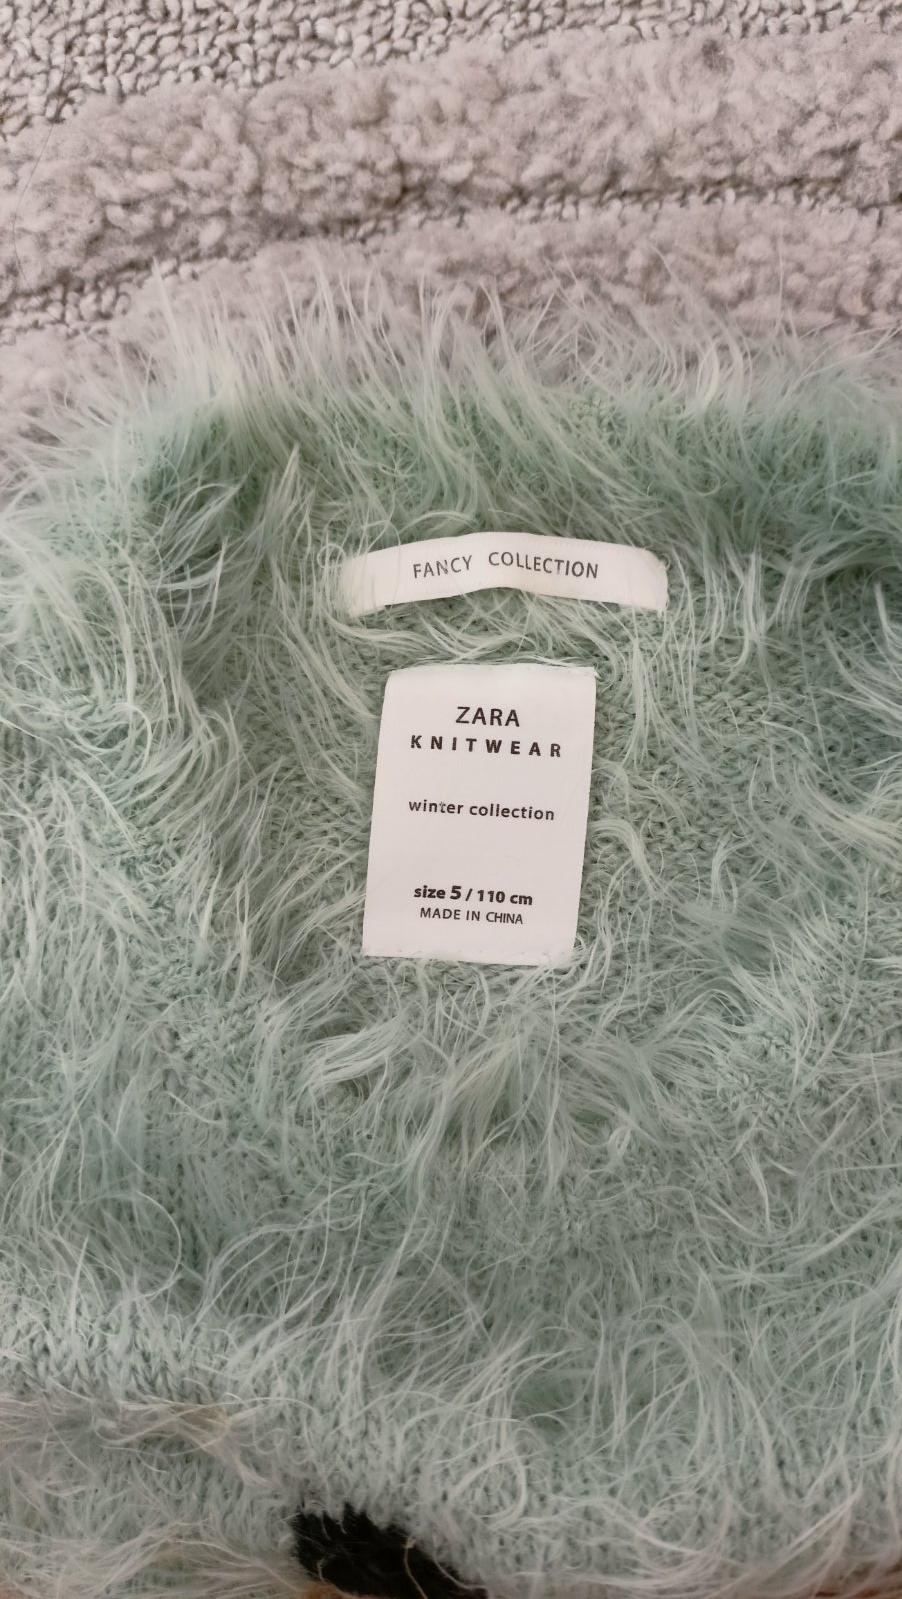 FANCY COLLECTION
ZARA
KNITWEAR
winter collection
size 5 / 110 cm
MADE IN CHINA